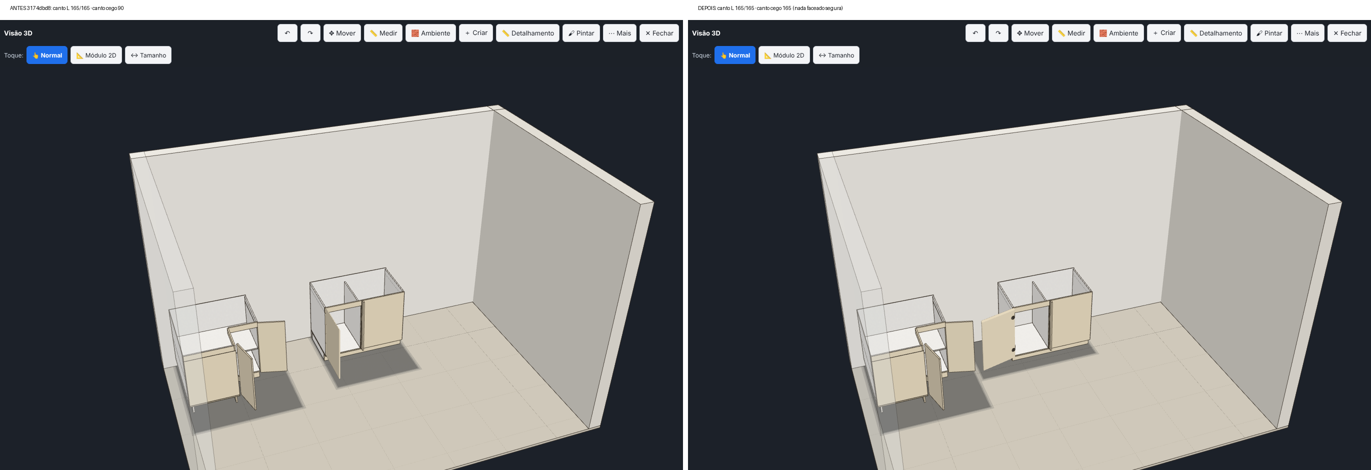 ANTES 3174dbd8: canto L 165/165 · canto cego 90
Visão 3D
↶ ↷ ✥ Mover 📏 Medir 🧱 Ambiente + Criar 📏 Detalhamento 🖌 Pintar ⋯ Mais ✕ Fechar
Toque: 👆 Normal 📐 Módulo 2D ↔ Tamanho
DEPOIS: canto L 165/165 · canto cego 165 (nada faceado segura)
Visão 3D
↶ ↷ ✥ Mover 📏 Medir 🧱 Ambiente + Criar 📏 Detalhamento 🖌 Pintar ⋯ Mais ✕ Fechar
Toque: 👆 Normal 📐 Módulo 2D ↔ Tamanho